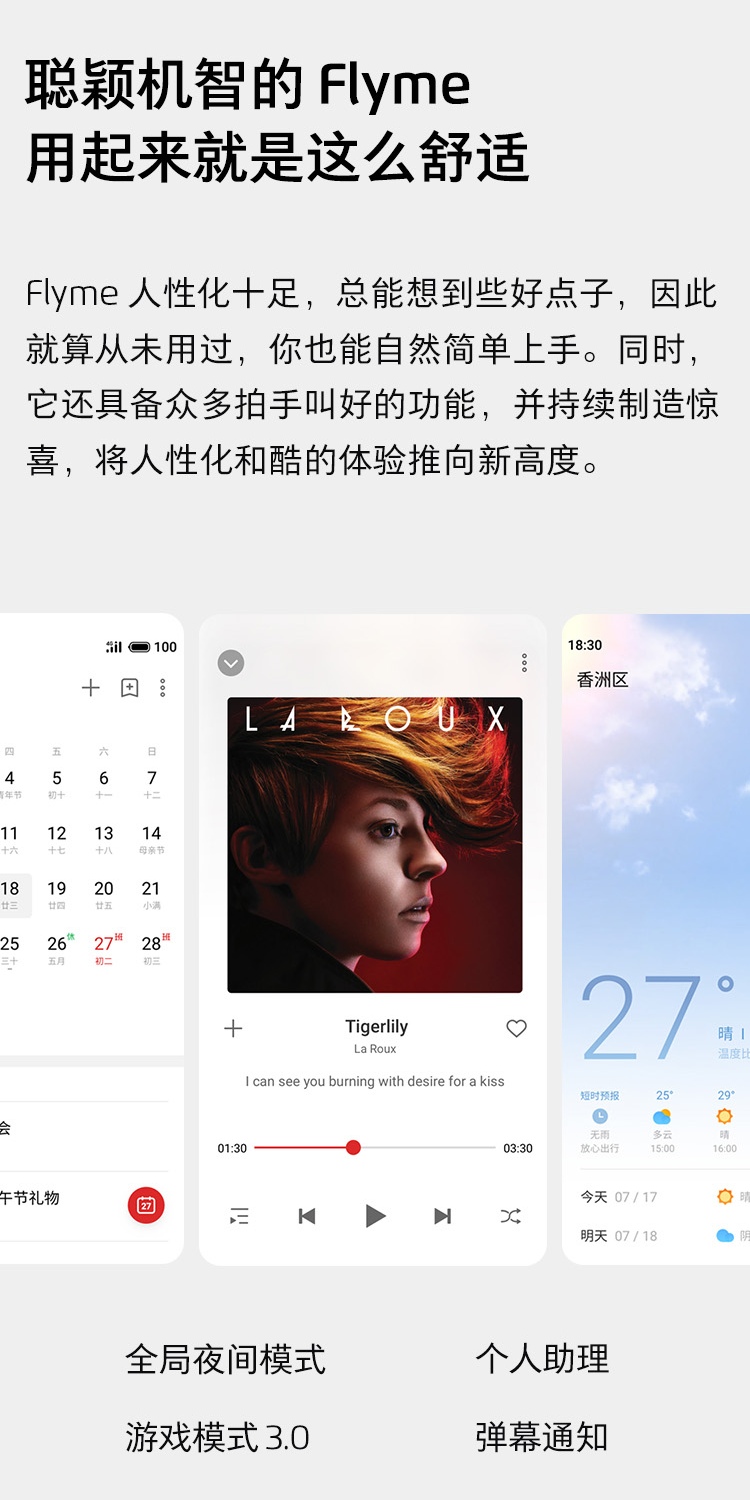 聪颖机智的 Flyme
用起来就是这么舒适
Flyme 人性化十足，总能想到些好点子，因此
就算从未用过，你也能自然简单上手。同时，
它还具备众多拍手叫好的功能，并持续制造惊
喜，将人性化和酷的体验推向新高度。
100
四 五 六 日
4 5 6 7
青年节 初十 十一 十二
11 12 13 14
十六 十七 十八 母亲节
18 19 20 21
廿三 廿四 廿五 小满
25 26休 27班 28班
三十 五月 初二 初三
会
午节礼物
27
LA ROUX
Tigerlily
La Roux
I can see you burning with desire for a kiss
01:30 03:30
18:30
香洲区
27°
晴
温度比
短时预报 25° 29°
无雨 多云 晴
放心出行 15:00 16:00
今天 07 / 17 晴
明天 07 / 18 阴
全局夜间模式 个人助理
游戏模式 3.0 弹幕通知